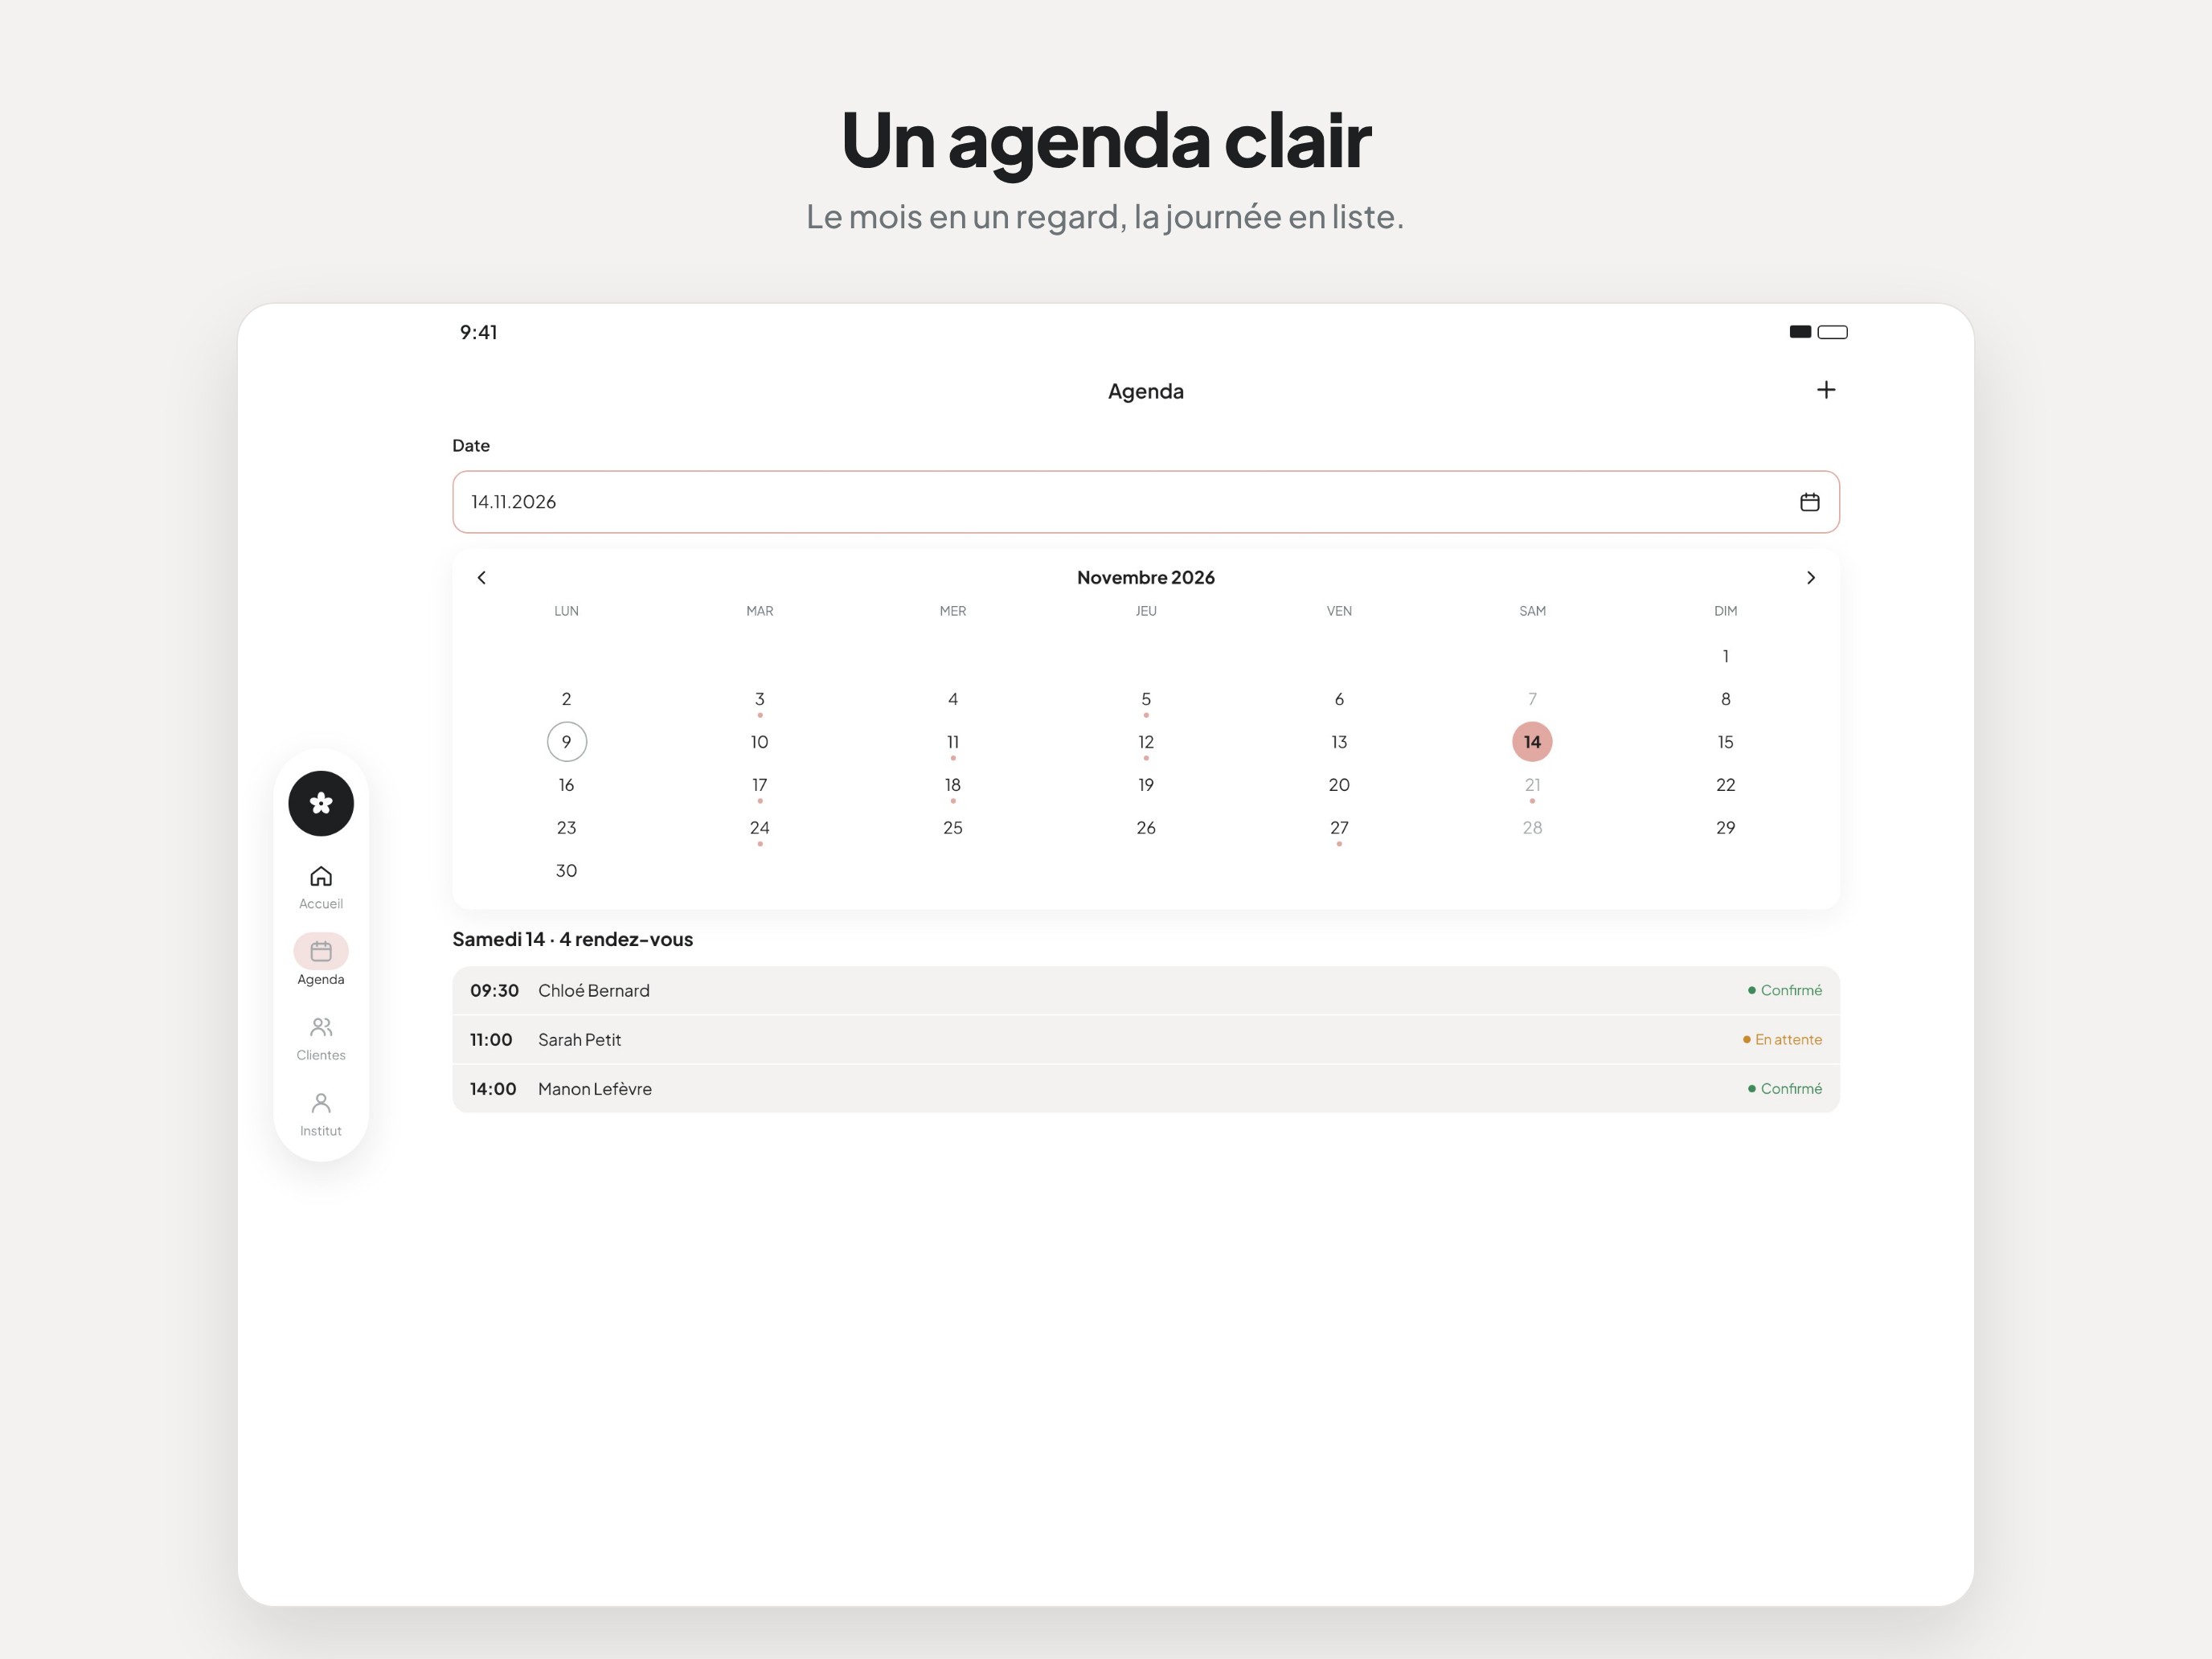 Un agenda clair
Le mois en un regard, la journée en liste.
9:41
Agenda
Date
14.11.2026
Novembre 2026
LUN MAR MER JEU VEN SAM DIM
1
2 3 4 5 6 7 8
9 10 11 12 13 14 15
16 17 18 19 20 21 22
23 24 25 26 27 28 29
30
Accueil
Agenda
Clientes
Institut
Samedi 14 · 4 rendez-vous
09:30 Chloé Bernard Confirmé
11:00 Sarah Petit En attente
14:00 Manon Lefèvre Confirmé